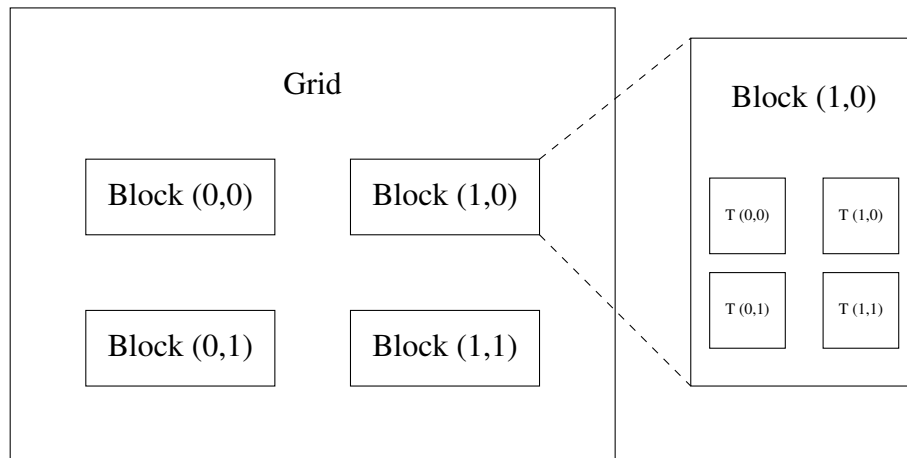 Grid
Block (0,0)
Block (1,0)
Block (0,1)
Block (1,1)
Block (1,0)
T (0,0)
T (1,0)
T (0,1)
T (1,1)